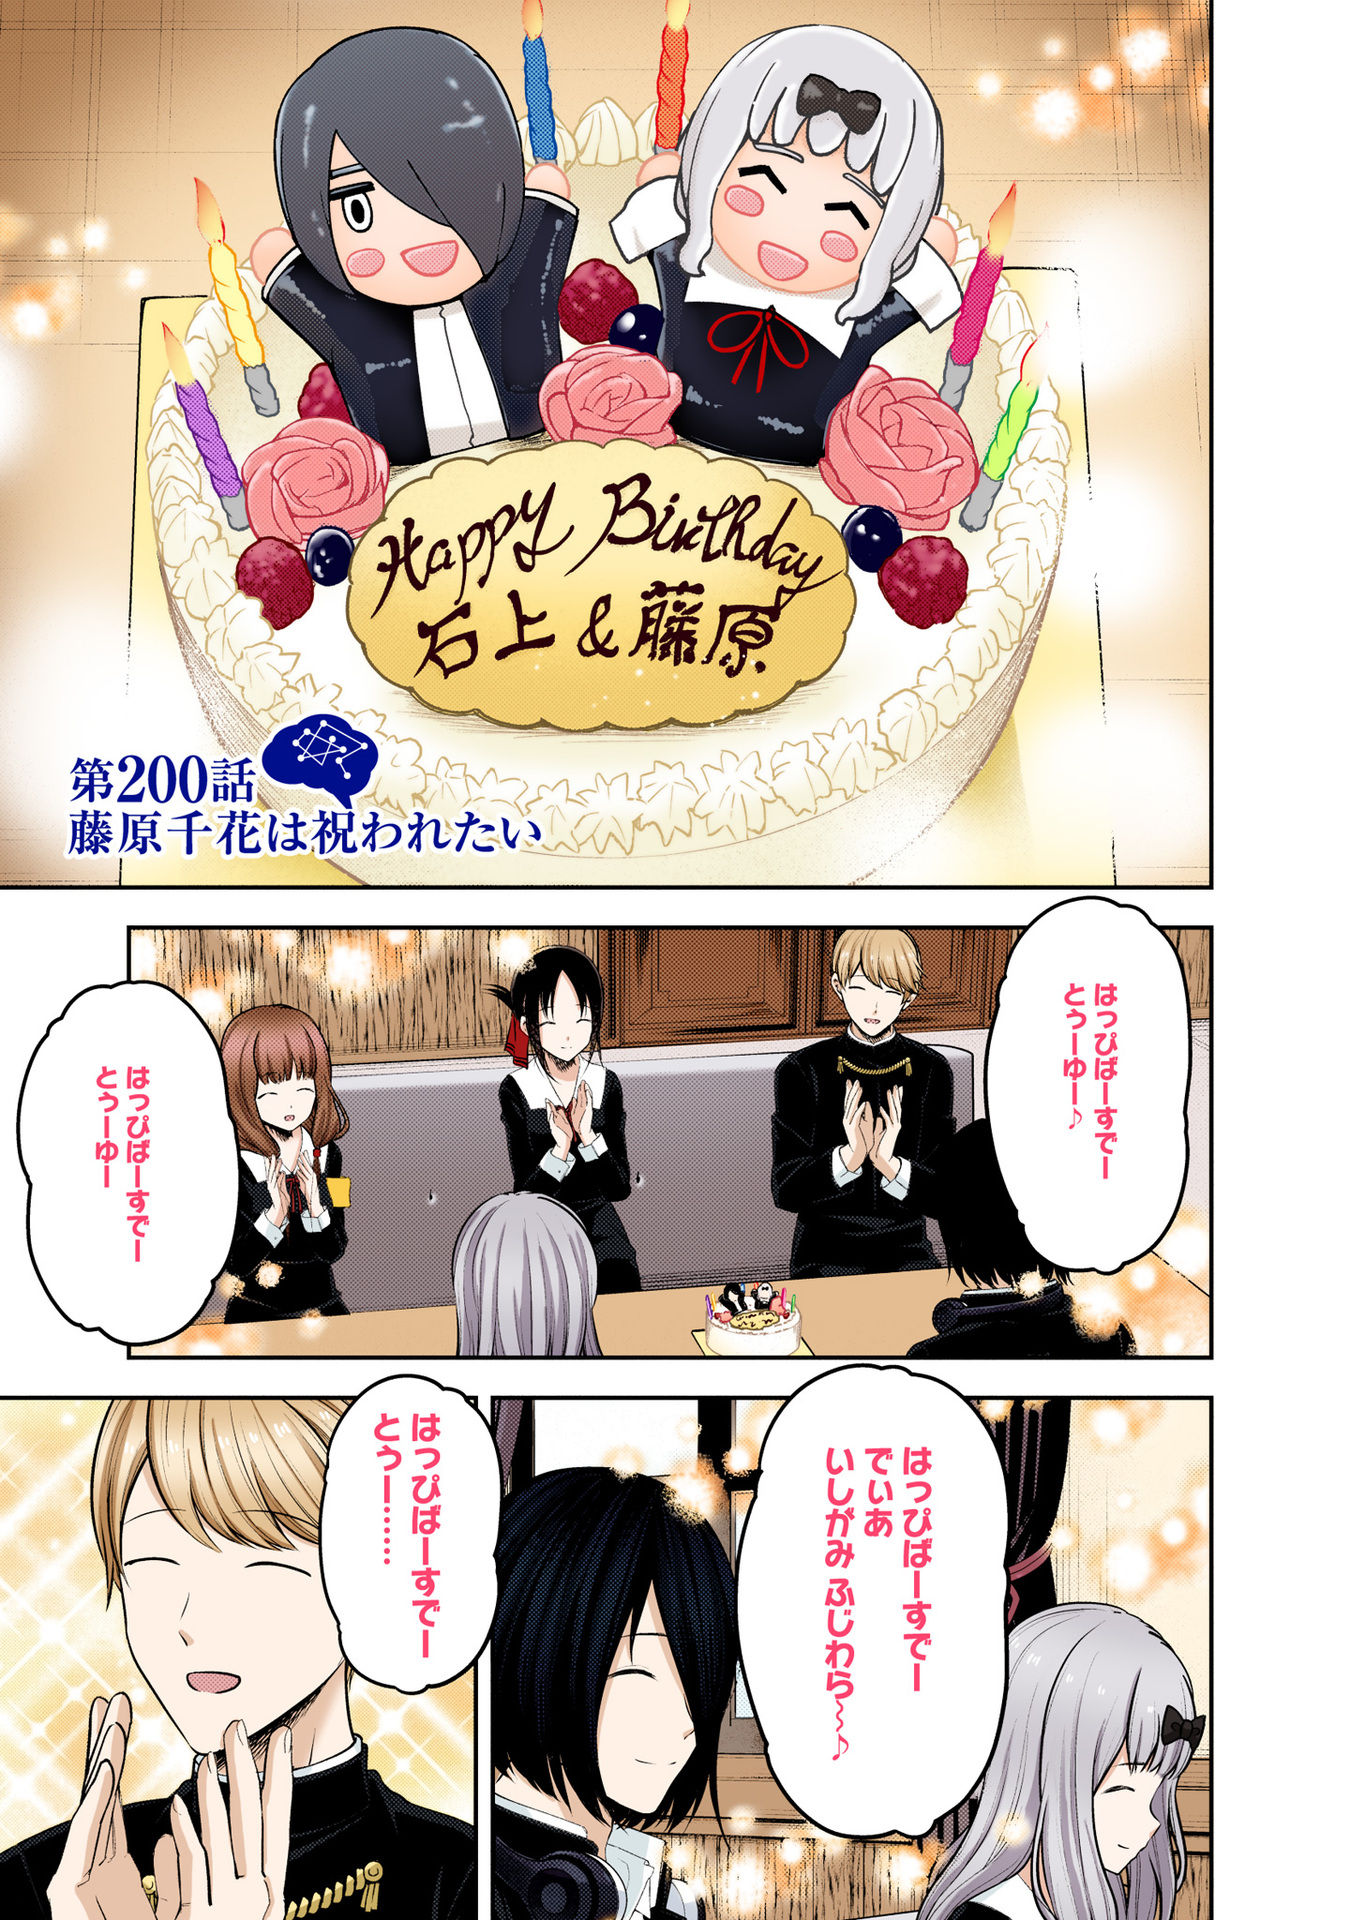 Happy Birthday
石上&藤原
第200話
藤原千花は祝われたい
はっぴばーすでー
とぅーゆー♪
はっぴばーすでー
とぅーゆー
はっぴばーすでー
でぃあ
いしがみ ふじわら〜〜♪
はっぴばーすでー
とぅー……